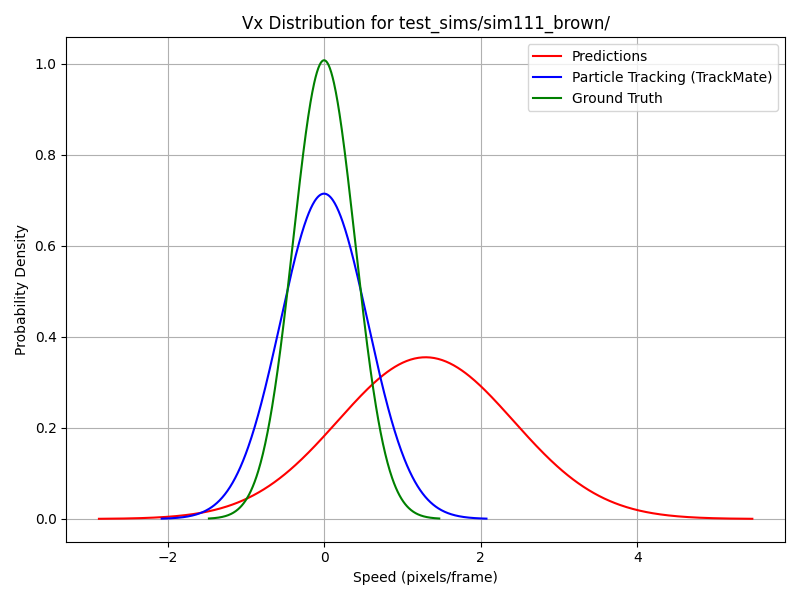 Vx Distribution for test_sims/sim111_brown/
Predictions
Particle Tracking (TrackMate)
Ground Truth
Probability Density
1.0
0.8
0.6
0.4
0.2
0.0
−2
0
2
4
Speed (pixels/frame)